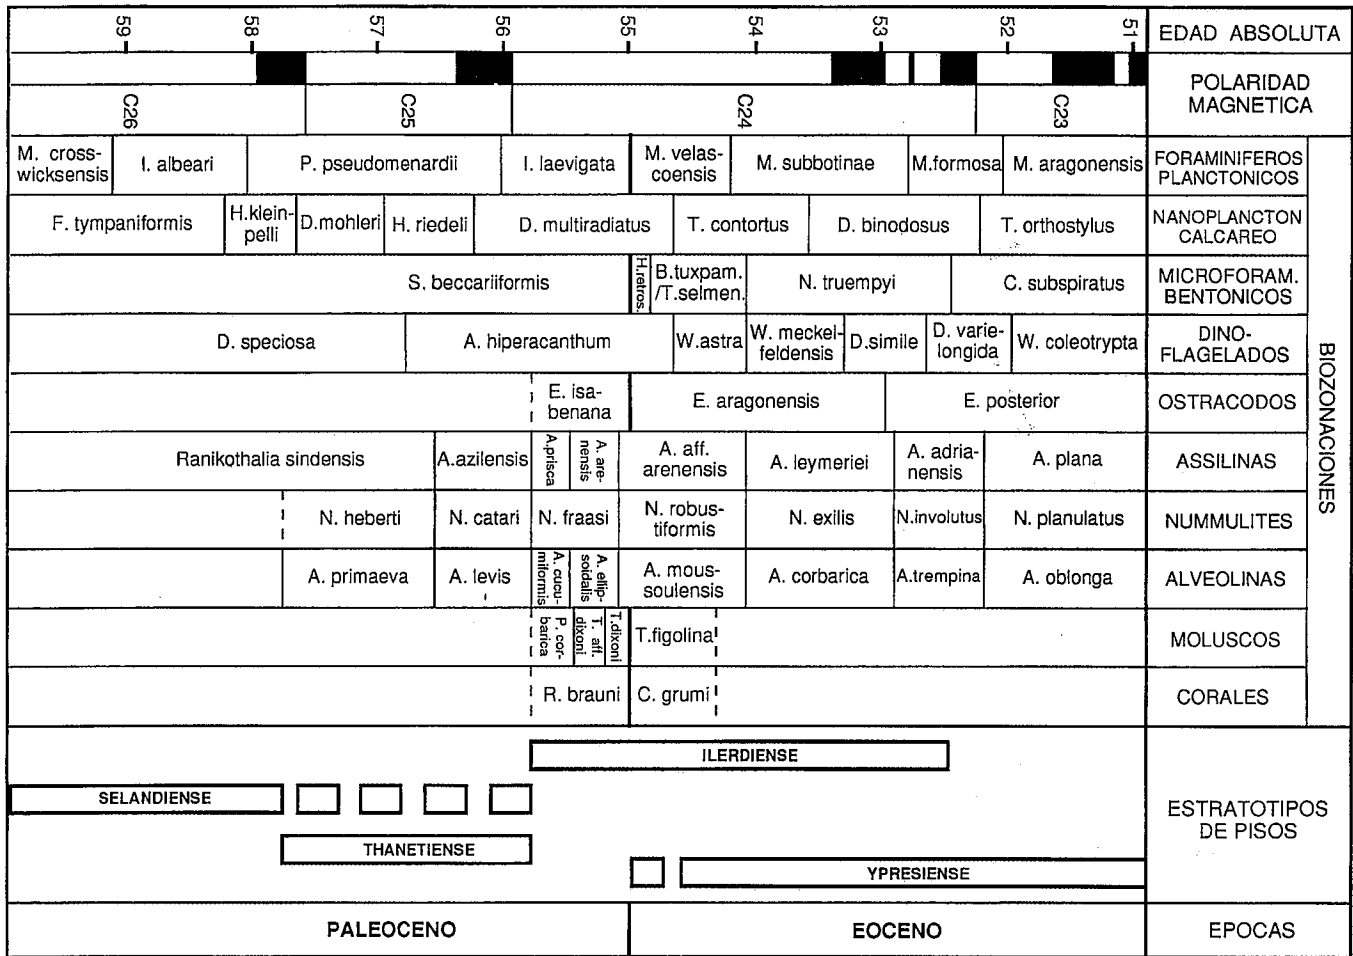 59
58
57
56
55
54
53
52
51
EDAD ABSOLUTA
C26
C25
C24
C23
POLARIDAD
MAGNETICA
M. cross-
wicksensis
I. albeari
P. pseudomenardii
I. laevigata
M. velas-
coensis
M. subbotinae
M.formosa
M. aragonensis
FORAMINIFEROS
PLANCTONICOS
F. tympaniformis
H.klein-
pelli
D.mohleri
H. riedeli
D. multiradiatus
T. contortus
D. binodosus
T. orthostylus
NANOPLANCTON
CALCAREO
S. beccariiformis
H.retros.
B.tuxpam.
/T.selmen.
N. truempyi
C. subspiratus
MICROFORAM.
BENTONICOS
D. speciosa
A. hiperacanthum
W.astra
W. meckel-
feldensis
D.simile
D. varie-
longida
W. coleotrypta
DINO-
FLAGELADOS
E. isa-
benana
E. aragonensis
E. posterior
OSTRACODOS
Ranikothalia sindensis
A.azilensis
A.prisca
A. are-
nensis
A. aff.
arenensis
A. leymeriei
A. adria-
nensis
A. plana
ASSILINAS
N. heberti
N. catari
N. fraasi
N. robus-
tiformis
N. exilis
N.involutus
N. planulatus
NUMMULITES
A. primaeva
A. levis
A. cucu-
miformis
A. ellip-
soidalis
A. mous-
soulensis
A. corbarica
A.trempina
A. oblonga
ALVEOLINAS
P. cor-
barica
T. aff.
dixoni
T.dixoni
T.figolina
MOLUSCOS
R. brauni
C. grumi
CORALES
BIOZONACIONES
ILERDIENSE
SELANDIENSE
THANETIENSE
YPRESIENSE
ESTRATOTIPOS
DE PISOS
PALEOCENO
EOCENO
EPOCAS